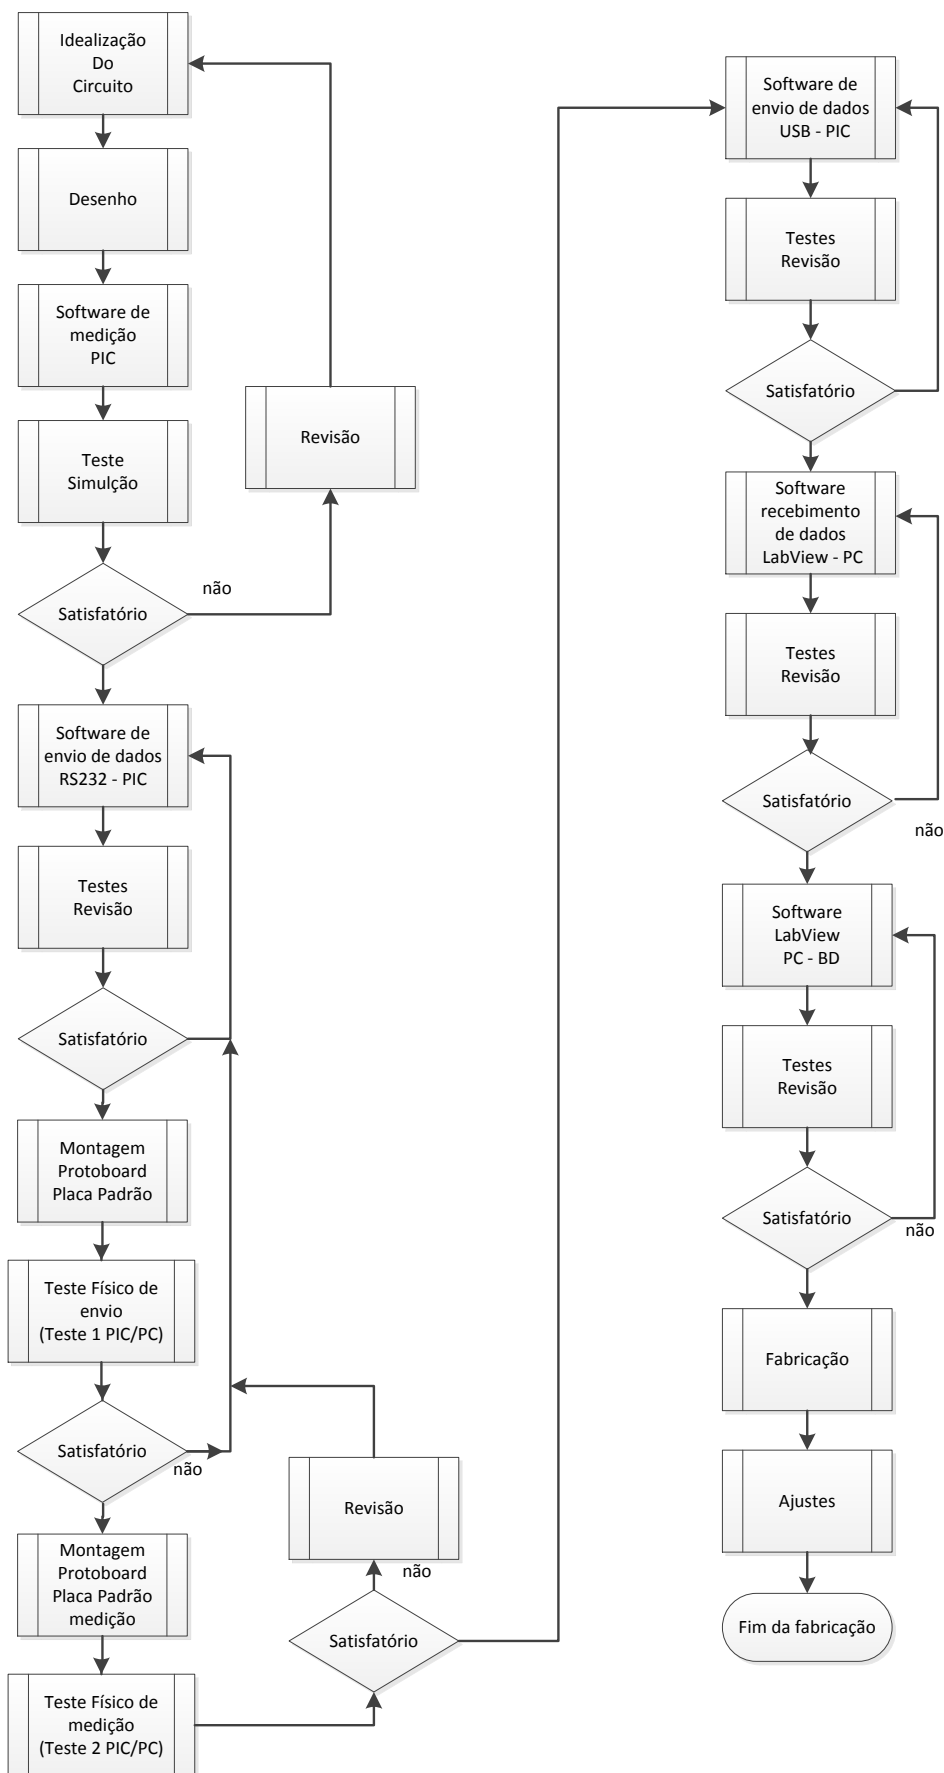 Idealização
Do
Circuito
Desenho
Software de
medição
PIC
Teste
Simulção
Satisfatório
não
Revisão
Software de
envio de dados
RS232 - PIC
Testes
Revisão
Satisfatório
Montagem
Protoboard
Placa Padrão
Teste Físico de
envio
(Teste 1 PIC/PC)
Satisfatório
não
Montagem
Protoboard
Placa Padrão
medição
Teste Físico de
medição
(Teste 2 PIC/PC)
Satisfatório
não
Revisão
Software de
envio de dados
USB - PIC
Testes
Revisão
Satisfatório
Software
recebimento
de dados
LabView - PC
Testes
Revisão
Satisfatório
não
Software
LabView
PC - BD
Testes
Revisão
Satisfatório
não
Fabricação
Ajustes
Fim da fabricação